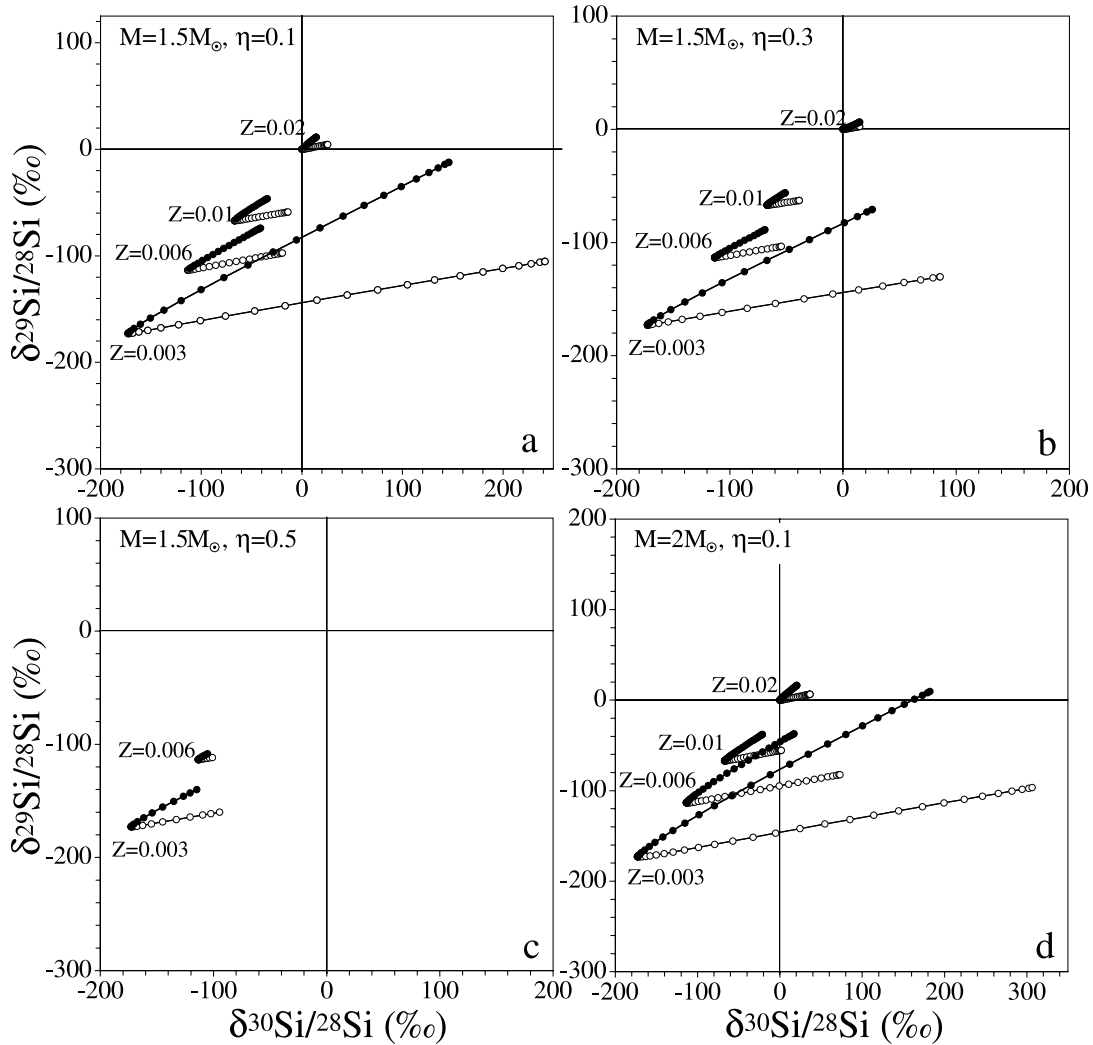 M=1.5M☉, η=0.1
100
0
-100
-200
-300
δ²⁹Si/²⁸Si (‰)
Z=0.02
Z=0.01
Z=0.006
Z=0.003
a
-200
-100
0
100
200
M=1.5M☉, η=0.3
100
0
-100
-200
-300
Z=0.02
Z=0.01
Z=0.006
Z=0.003
b
-200
-100
0
100
200
M=1.5M☉, η=0.5
100
0
-100
-200
-300
δ²⁹Si/²⁸Si (‰)
Z=0.006
Z=0.003
c
-200
-100
0
100
200
δ³⁰Si/²⁸Si (‰)
M=2M☉, η=0.1
200
100
0
-100
-200
-300
Z=0.02
Z=0.01
Z=0.006
Z=0.003
d
-200
-100
0
100
200
300
δ³⁰Si/²⁸Si (‰)